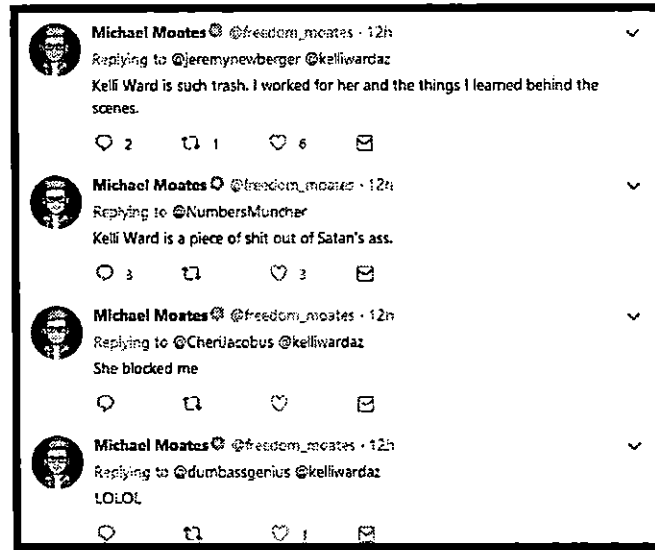 Michael Moates @freedom_moates · 12h
Replying to @jeremynewberger @kelliwardaz
Kelli Ward is such trash. I worked for her and the things I learned behind the
scenes.
2 1 6
Michael Moates @freedom_moates · 12h
Replying to @NumbersMuncher
Kelli Ward is a piece of shit out of Satan's ass.
3 3
Michael Moates @freedom_moates · 12h
Replying to @CheriJacobus @kelliwardaz
She blocked me
Michael Moates @freedom_moates · 12h
Replying to @dumbassgenius @kelliwardaz
LOLOL
1